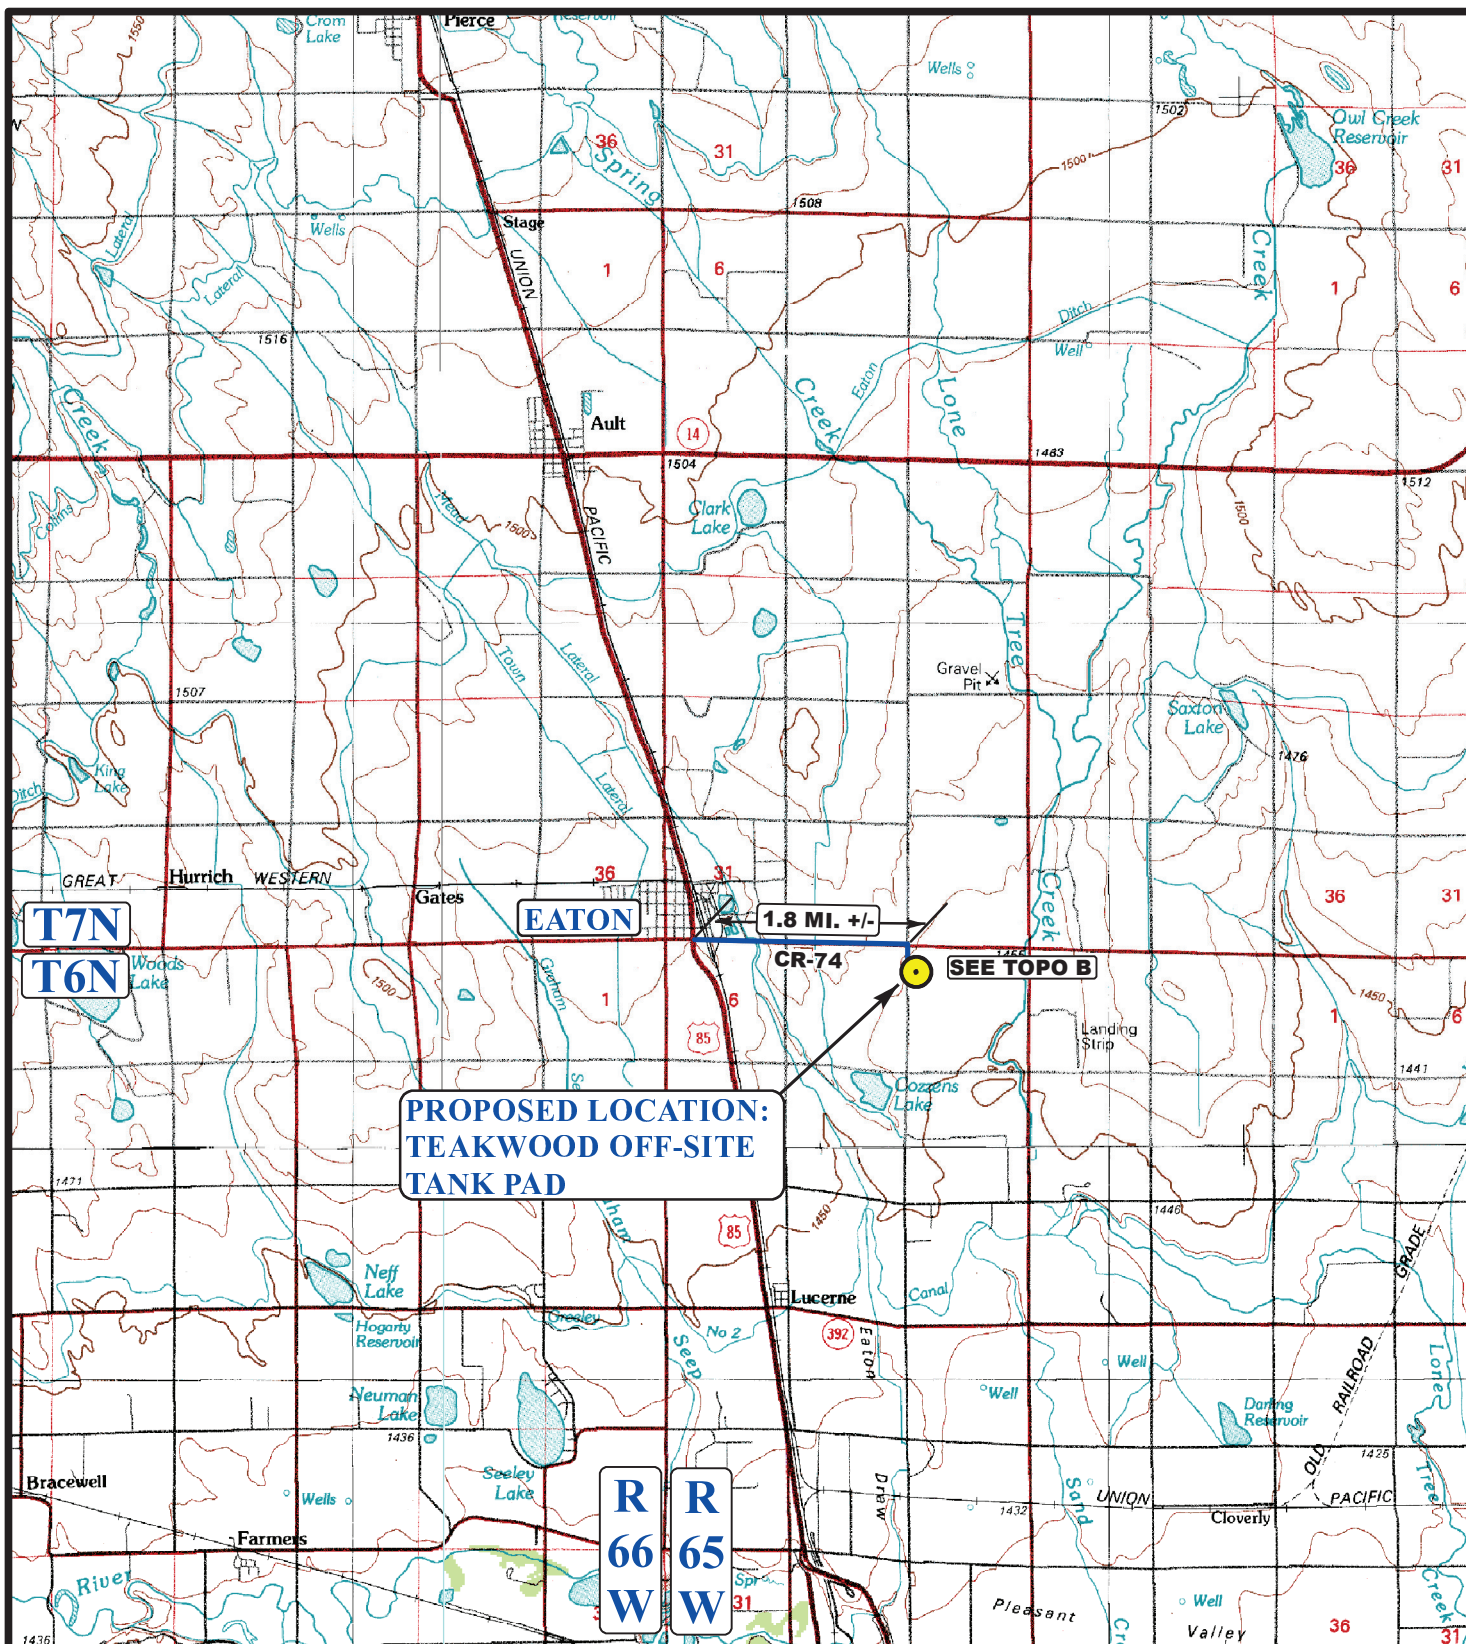 Pierce
Crom
Lake
Reservoir
1550
Wells
1502
Owl Creek
Reservoir
36
31
36
31
Spring
1500
1508
Stage
Wells
Lateral
Lateral
UNION
1
6
Creek
1
6
Ditch
Well
1516
Eaton
Creek
Lone
Creek
Ault
14
1504
1463
1512
Collins
Mead
1500
PACIFIC
Clark
Lake
1500
Tree
Gravel
Pit
Town
Lateral
1507
Saxton
Lake
1476
King
Lake
Ditch
Lateral
GREAT
Hurrich
WESTERN
Gates
36
31
36
31
Creek
T7N
EATON
1.8 MI. +/-
CR-74
SEE TOPO B
T6N
Woods
Lake
1500
Graham
1
6
1450
1
6
85
Landing
Strip
Cozzens
Lake
1441
PROPOSED LOCATION:
TEAKWOOD OFF-SITE
TANK PAD
1471
1450
1446
85
GRADE
Neff
Lake
Lucerne
Canal
Hogarty
Reservoir
Greeley
No 2
392
Eaton
Seep
RAILROAD
Lone
Well
Well
Neuman
Lake
Darling
Reservoir
1436
1425
OLD
Bracewell
Seeley
Lake
Wells
R
66
W
R
65
W
Draw
Sand
Tree
UNION
PACIFIC
1432
Cloverly
Farmers
River
31
Pleasant
Well
Valley
Creek
36
31
1436